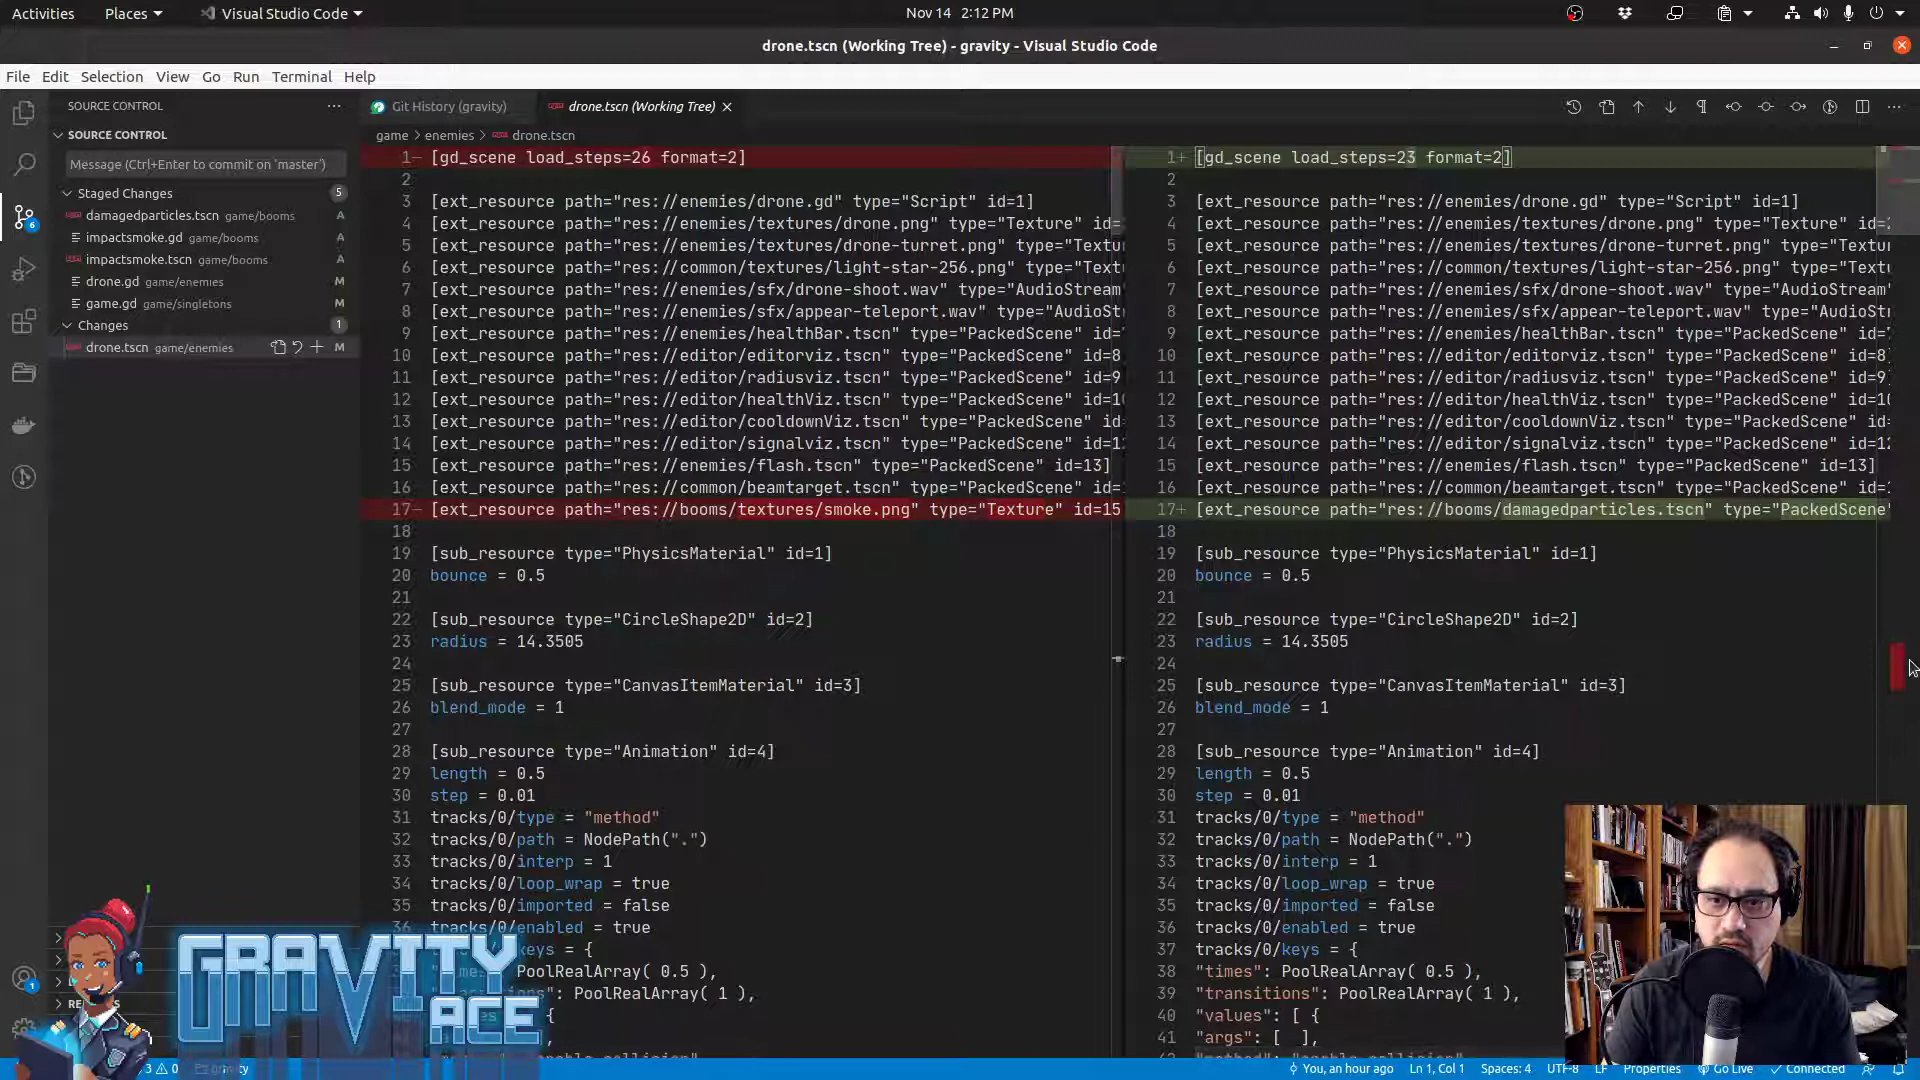 Activities Places Visual Studio Code Nov 14 2:12 PM
drone.tscn (Working Tree) - gravity - Visual Studio Code
File Edit Selection View Go Run Terminal Help
SOURCE CONTROL
Git History (gravity) drone.tscn (Working Tree)
SOURCE CONTROL
game > enemies > drone.tscn
Message (Ctrl+Enter to commit on 'master')
Staged Changes 5
damagedparticles.tscn game/booms A
impactsmoke.gd game/booms A
impactsmoke.tscn game/booms A
drone.gd game/enemies M
game.gd game/singletons M
Changes 1
drone.tscn game/enemies M
6
1
1- [gd_scene load_steps=26 format=2]
2
3 [ext_resource path="res://enemies/drone.gd" type="Script" id=1]
4 [ext_resource path="res://enemies/textures/drone.png" type="Texture" id=
5 [ext_resource path="res://enemies/textures/drone-turret.png" type="Textu
6 [ext_resource path="res://common/textures/light-star-256.png" type="Text
7 [ext_resource path="res://enemies/sfx/drone-shoot.wav" type="AudioStream
8 [ext_resource path="res://enemies/sfx/appear-teleport.wav" type="AudioSt
9 [ext_resource path="res://enemies/healthBar.tscn" type="PackedScene" id=
10 [ext_resource path="res://editor/editorviz.tscn" type="PackedScene" id=8
11 [ext_resource path="res://editor/radiusviz.tscn" type="PackedScene" id=9
12 [ext_resource path="res://editor/healthViz.tscn" type="PackedScene" id=10
13 [ext_resource path="res://editor/cooldownViz.tscn" type="PackedScene" id
14 [ext_resource path="res://editor/signalviz.tscn" type="PackedScene" id=12
15 [ext_resource path="res://enemies/flash.tscn" type="PackedScene" id=13]
16 [ext_resource path="res://common/beamtarget.tscn" type="PackedScene" id=
17- [ext_resource path="res://booms/textures/smoke.png" type="Texture" id=15
18
19 [sub_resource type="PhysicsMaterial" id=1]
20 bounce = 0.5
21
22 [sub_resource type="CircleShape2D" id=2]
23 radius = 14.3505
24
25 [sub_resource type="CanvasItemMaterial" id=3]
26 blend_mode = 1
27
28 [sub_resource type="Animation" id=4]
29 length = 0.5
30 step = 0.01
31 tracks/0/type = "method"
32 tracks/0/path = NodePath(".")
33 tracks/0/interp = 1
34 tracks/0/loop_wrap = true
35 tracks/0/imported = false
36 tracks/0/enabled = true
keys = {
PoolRealArray( 0.5 ),
PoolRealArray( 1 ),
{
1+ [gd_scene load_steps=23 format=2]
2
3 [ext_resource path="res://enemies/drone.gd" type="Script" id=1]
4 [ext_resource path="res://enemies/textures/drone.png" type="Texture" id=2
5 [ext_resource path="res://enemies/textures/drone-turret.png" type="Textur
6 [ext_resource path="res://common/textures/light-star-256.png" type="Textu
7 [ext_resource path="res://enemies/sfx/drone-shoot.wav" type="AudioStream"
8 [ext_resource path="res://enemies/sfx/appear-teleport.wav" type="AudioStr
9 [ext_resource path="res://enemies/healthBar.tscn" type="PackedScene" id=7
10 [ext_resource path="res://editor/editorviz.tscn" type="PackedScene" id=8]
11 [ext_resource path="res://editor/radiusviz.tscn" type="PackedScene" id=9
12 [ext_resource path="res://editor/healthViz.tscn" type="PackedScene" id=10
13 [ext_resource path="res://editor/cooldownViz.tscn" type="PackedScene" id=
14 [ext_resource path="res://editor/signalviz.tscn" type="PackedScene" id=12
15 [ext_resource path="res://enemies/flash.tscn" type="PackedScene" id=13]
16 [ext_resource path="res://common/beamtarget.tscn" type="PackedScene" id=1
17+ [ext_resource path="res://booms/damagedparticles.tscn" type="PackedScene"
18
19 [sub_resource type="PhysicsMaterial" id=1]
20 bounce = 0.5
21
22 [sub_resource type="CircleShape2D" id=2]
23 radius = 14.3505
24
25 [sub_resource type="CanvasItemMaterial" id=3]
26 blend_mode = 1
27
28 [sub_resource type="Animation" id=4]
29 length = 0.5
30 step = 0.01
31 tracks/0/type = "method"
32 tracks/0/path = NodePath(".")
33 tracks/0/interp = 1
34 tracks/0/loop_wrap = true
35 tracks/0/imported = false
36 tracks/0/enabled = true
37 tracks/0/keys = {
38 "times": PoolRealArray( 0.5 ),
39 "transitions": PoolRealArray( 1 ),
40 "values": [ {
41 "args": [ ],
GRAVITY
ACE
3 0 gravity You, an hour ago Ln 1, Col 1 Spaces: 4 UTF-8 LF Properties Go Live Connected